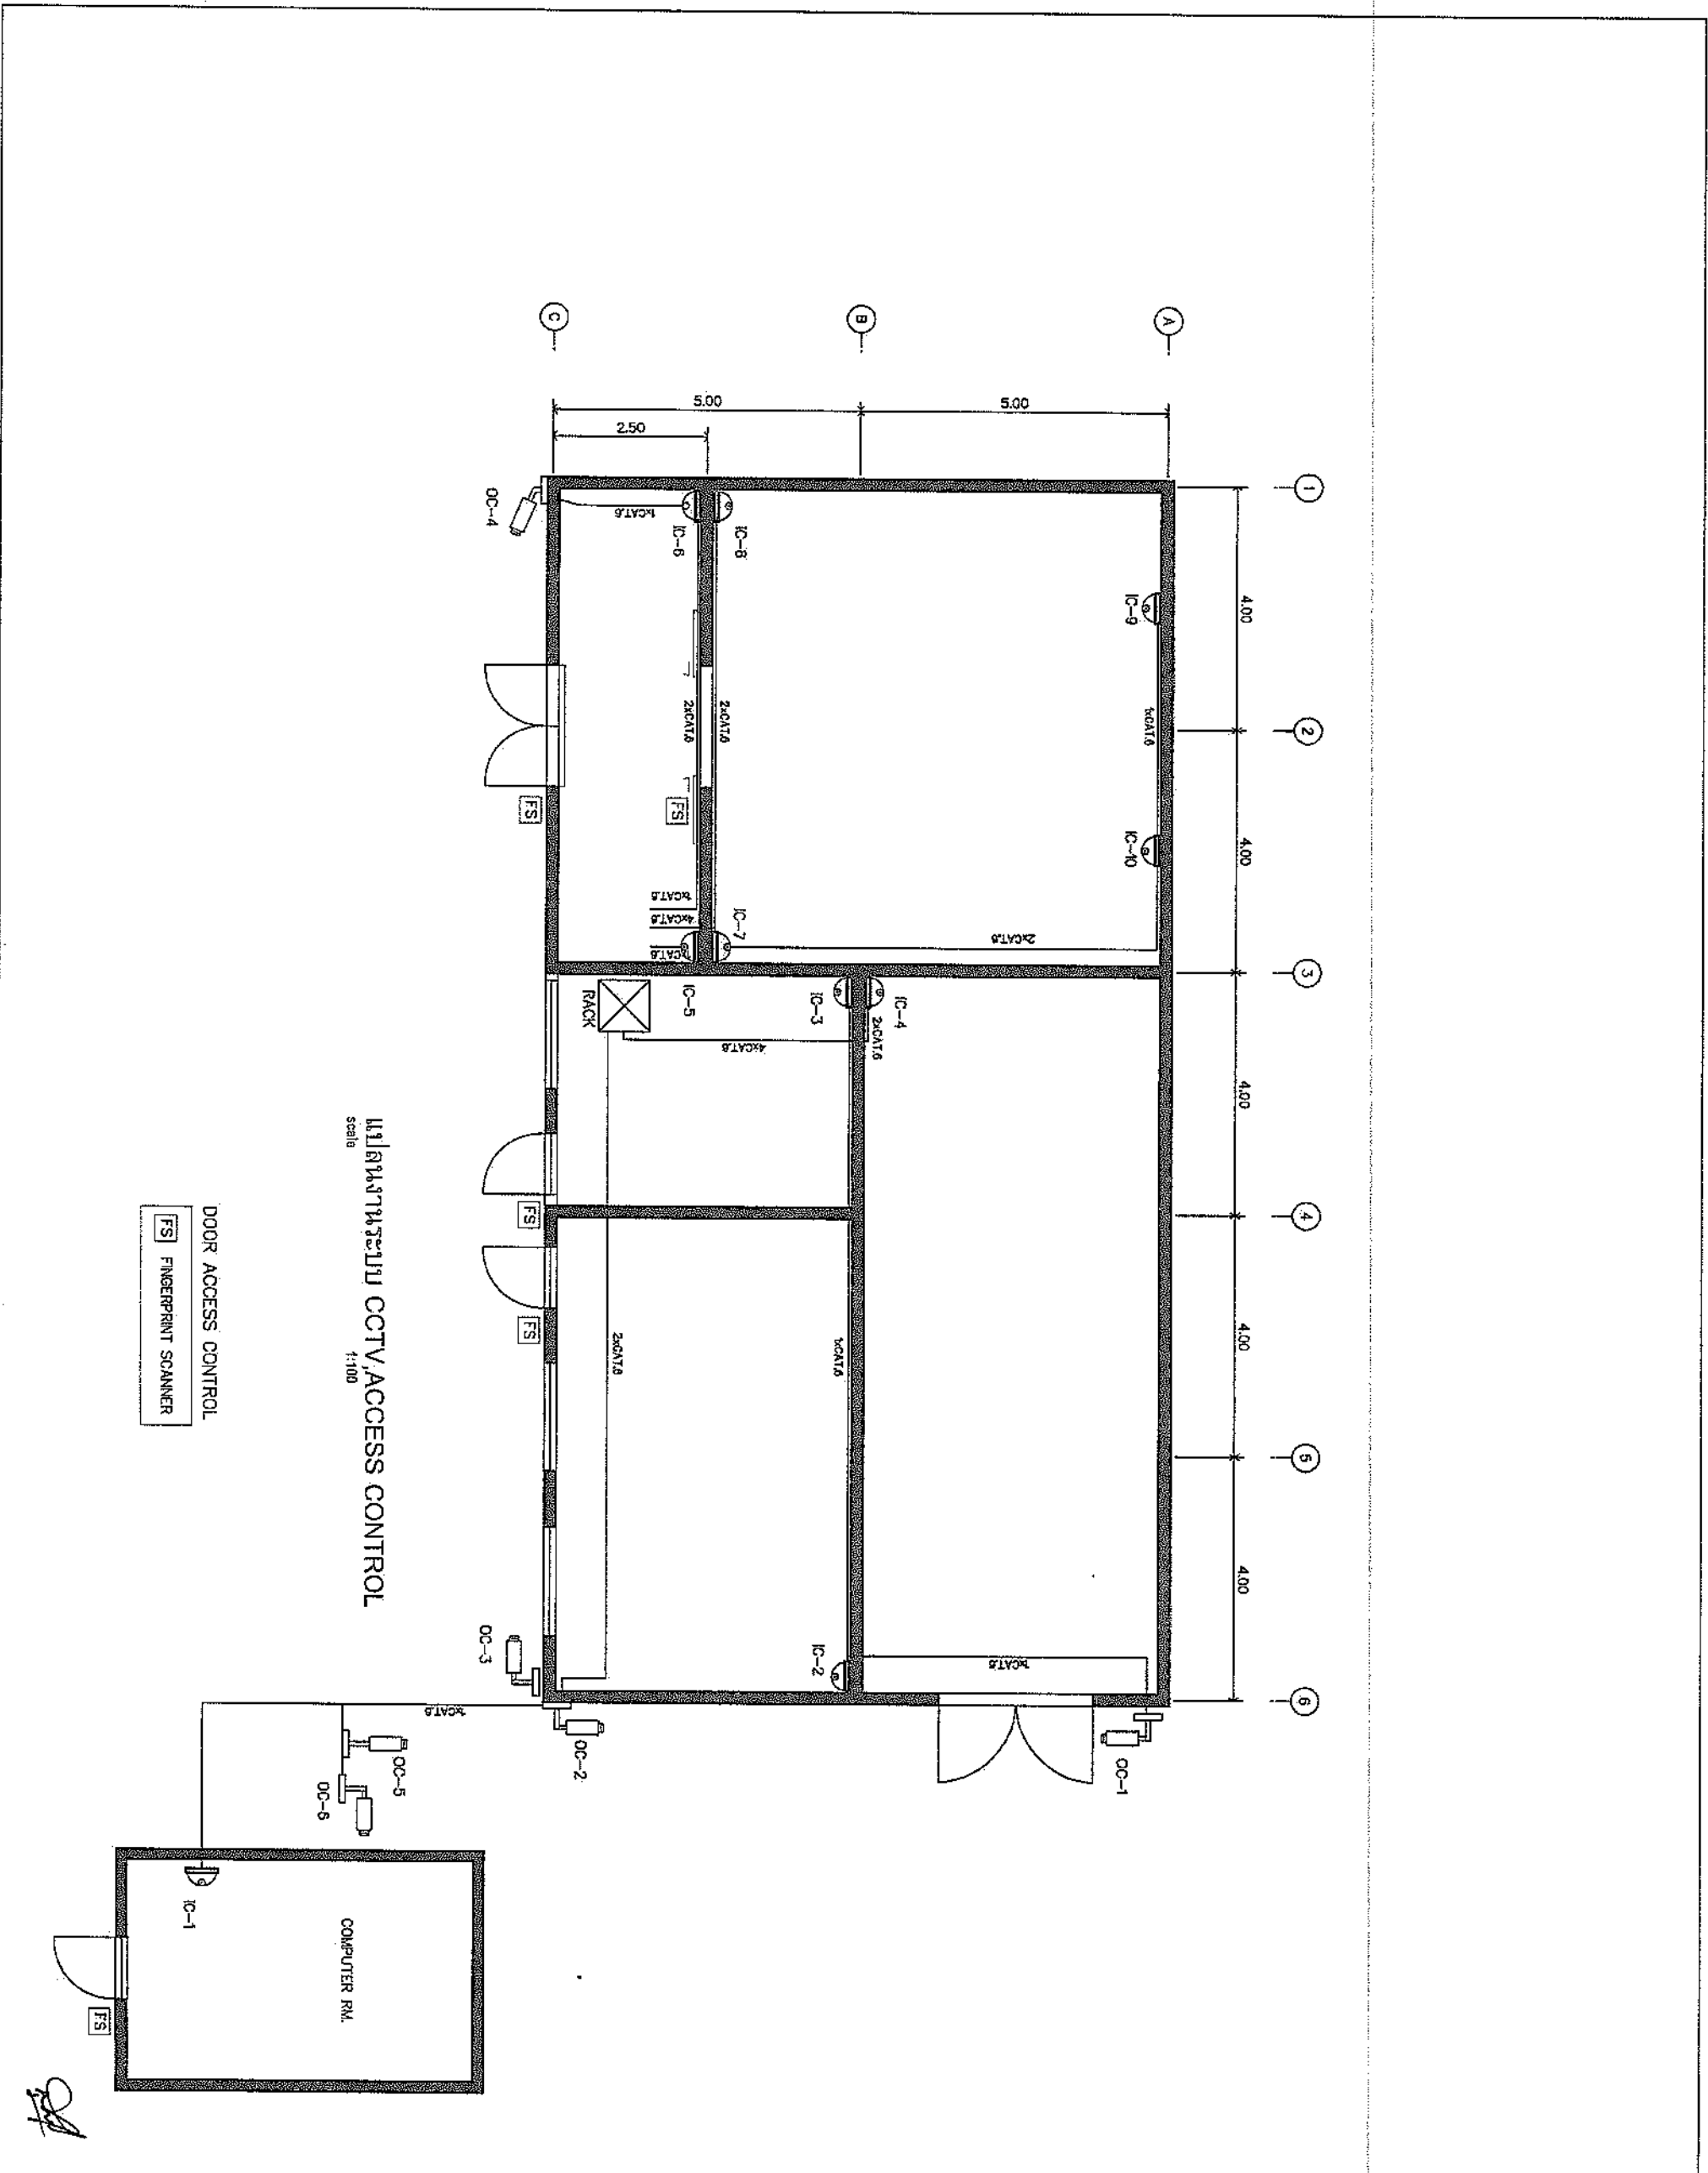 1
2
3
4
5
6
4.00
4.00
4.00
4.00
4.00
A
IC-9
1xCAT.6
IC-10
OC-1
5.00
2xCAT.6
1xCAT.6
IC-4
2xCAT.6
B
IC-3
1xCAT.6
IC-2
IC-8
2xCAT.6
IC-7
4xCAT.6
5.00
2.50
IC-6
2xCAT.6
FS
1xCAT.6
4xCAT.6
1xCAT.6
IC-5
1xCAT.6
RACK
2xCAT.6
OC-2
C
OC-4
FS
FS
FS
OC-3
3xCAT.6
OC-5
OC-6
แปลนงานระบบ CCTV,ACCESS CONTROL
scale 1:100
COMPUTER RM.
IC-1
DOOR ACCESS CONTROL
FS FINGERPRINT SCANNER
FS